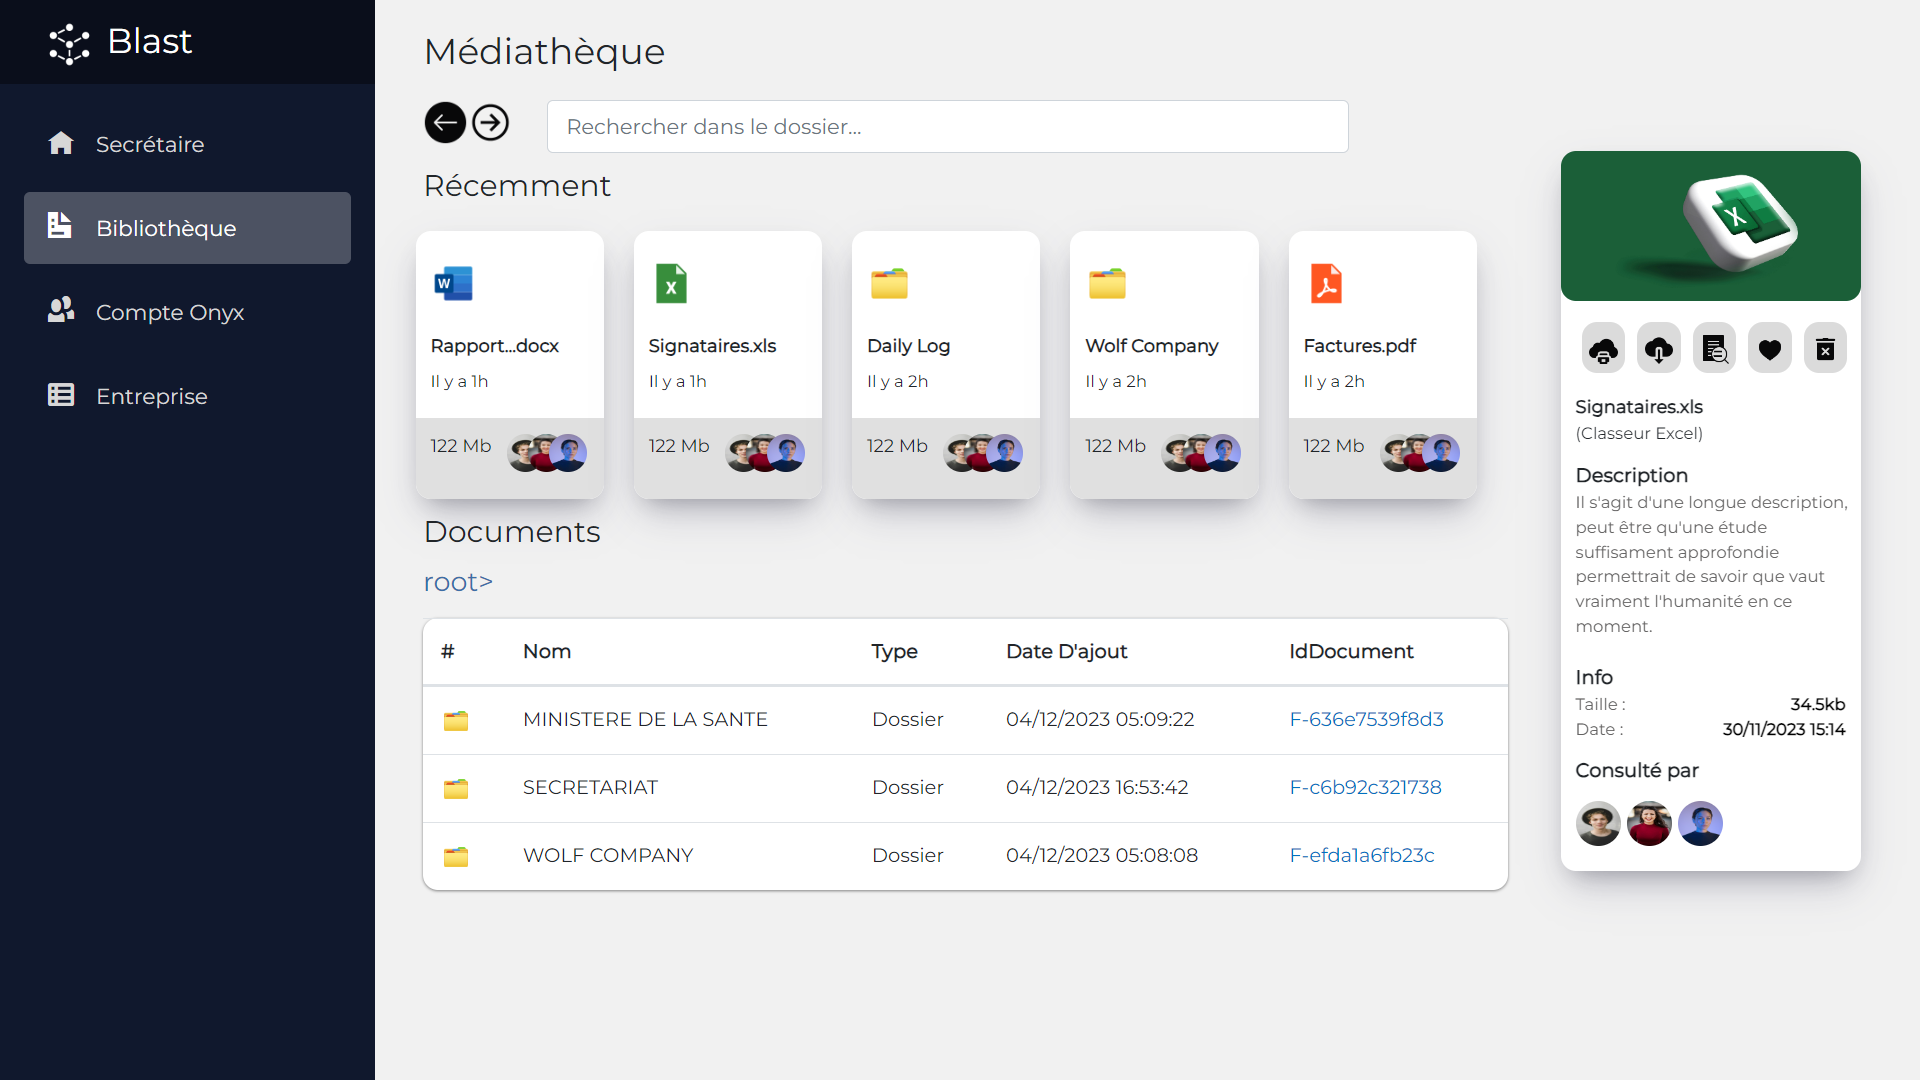 Blast
Secrétaire
Bibliothèque
Compte Onyx
Entreprise
Médiathèque
Rechercher dans le dossier...
Récemment
Rapport...docx
Il y a 1h
122 Mb
Signataires.xls
Il y a 1h
122 Mb
Daily Log
Il y a 2h
122 Mb
Wolf Company
Il y a 2h
122 Mb
Factures.pdf
Il y a 2h
122 Mb
Documents
root>
# Nom Type Date D'ajout IdDocument
MINISTERE DE LA SANTE Dossier 04/12/2023 05:09:22 F-636e7539f8d3
SECRETARIAT Dossier 04/12/2023 16:53:42 F-c6b92c321738
WOLF COMPANY Dossier 04/12/2023 05:08:08 F-efda1a6fb23c
Signataires.xls
(Classeur Excel)
Description
Il s'agit d'une longue description,
peut être qu'une étude
suffisament approfondie
permettrait de savoir que vaut
vraiment l'humanité en ce
moment.
Info
Taille : 34.5kb
Date : 30/11/2023 15:14
Consulté par